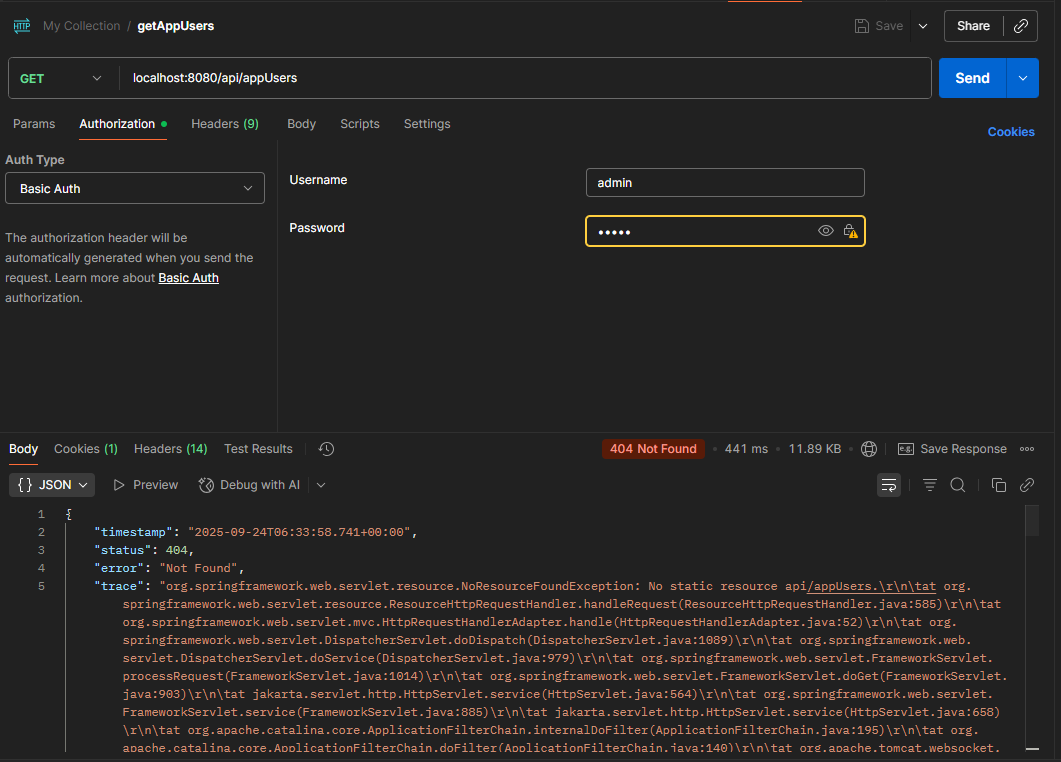 HTTP My Collection / getAppUsers Save Share
GET localhost:8080/api/appUsers Send
Params Authorization Headers (9) Body Scripts Settings Cookies
Auth Type
Basic Auth
The authorization header will be
automatically generated when you send the
request. Learn more about Basic Auth
authorization.
Username admin
Password •••••
Body Cookies (1) Headers (14) Test Results 404 Not Found • 441 ms • 11.89 KB e.g. Save Response
{} JSON Preview Debug with AI
1 {
2 "timestamp": "2025-09-24T06:33:58.741+00:00",
3 "status": 404,
4 "error": "Not Found",
5 "trace": "org.springframework.web.servlet.resource.NoResourceFoundException: No static resource api/appUsers.\r\n\tat org.
springframework.web.servlet.resource.ResourceHttpRequestHandler.handleRequest(ResourceHttpRequestHandler.java:585)\r\n\tat
org.springframework.web.servlet.mvc.HttpRequestHandlerAdapter.handle(HttpRequestHandlerAdapter.java:52)\r\n\tat org.
springframework.web.servlet.DispatcherServlet.doDispatch(DispatcherServlet.java:1089)\r\n\tat org.springframework.web.
servlet.DispatcherServlet.doService(DispatcherServlet.java:979)\r\n\tat org.springframework.web.servlet.FrameworkServlet.
processRequest(FrameworkServlet.java:1014)\r\n\tat org.springframework.web.servlet.FrameworkServlet.doGet(FrameworkServlet.
java:903)\r\n\tat jakarta.servlet.http.HttpServlet.service(HttpServlet.java:564)\r\n\tat org.springframework.web.servlet.
FrameworkServlet.service(FrameworkServlet.java:885)\r\n\tat jakarta.servlet.http.HttpServlet.service(HttpServlet.java:658)
\r\n\tat org.apache.catalina.core.ApplicationFilterChain.internalDoFilter(ApplicationFilterChain.java:195)\r\n\tat org.
apache.catalina.core.ApplicationFilterChain.doFilter(ApplicationFilterChain.java:140)\r\n\tat org.apache.tomcat.websocket.